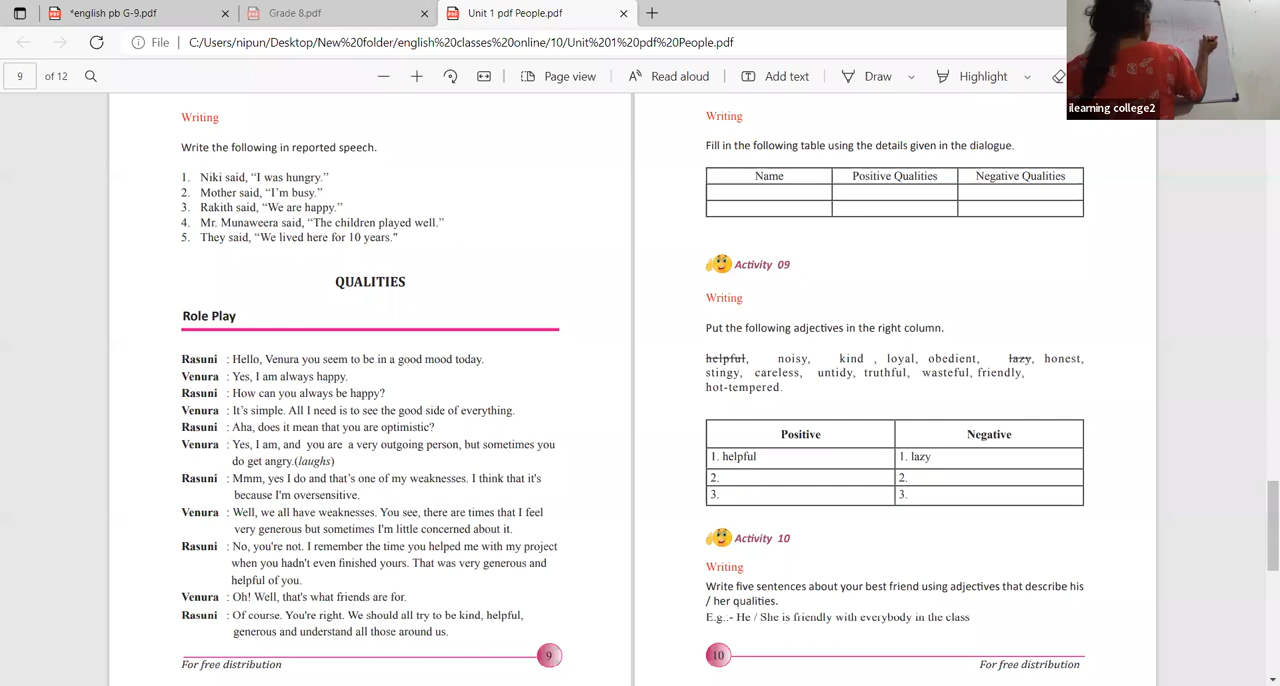 *english pb G-9.pdf
Grade 8.pdf
Unit 1 pdf People.pdf
File
C:/Users/nipun/Desktop/New%20folder/english%20classes%20online/10/Unit%201%20pdf%20People.pdf
9 of 12
Page view
Read aloud
Add text
Draw
Highlight
ilearning college2
Writing
Write the following in reported speech.
1. Niki said, “I was hungry.”
2. Mother said, “I’m busy.”
3. Rakith said, “We are happy.”
4. Mr. Munaweera said, “The children played well.”
5. They said, “We lived here for 10 years."
QUALITIES
Role Play
Rasuni : Hello, Venura you seem to be in a good mood today.
Venura : Yes, I am always happy.
Rasuni : How can you always be happy?
Venura : It’s simple. All I need is to see the good side of everything.
Rasuni : Aha, does it mean that you are optimistic?
Venura : Yes, I am, and you are a very outgoing person, but sometimes you
do get angry.(laughs)
Rasuni : Mmm, yes I do and that’s one of my weaknesses. I think that it's
because I'm oversensitive.
Venura : Well, we all have weaknesses. You see, there are times that I feel
very generous but sometimes I'm little concerned about it.
Rasuni : No, you're not. I remember the time you helped me with my project
when you hadn't even finished yours. That was very generous and
helpful of you.
Venura : Oh! Well, that's what friends are for.
Rasuni : Of course. You're right. We should all try to be kind, helpful,
generous and understand all those around us.
9
For free distribution
Writing
Fill in the following table using the details given in the dialogue.
Name Positive Qualities Negative Qualities
Activity 09
Writing
Put the following adjectives in the right column.
helpful, noisy, kind , loyal, obedient, lazy, honest,
stingy, careless, untidy, truthful, wasteful, friendly,
hot-tempered.
Positive Negative
1. helpful 1. lazy
2. 2.
3. 3.
Activity 10
Writing
Write five sentences about your best friend using adjectives that describe his
/ her qualities.
E.g.:- He / She is friendly with everybody in the class
10
For free distribution